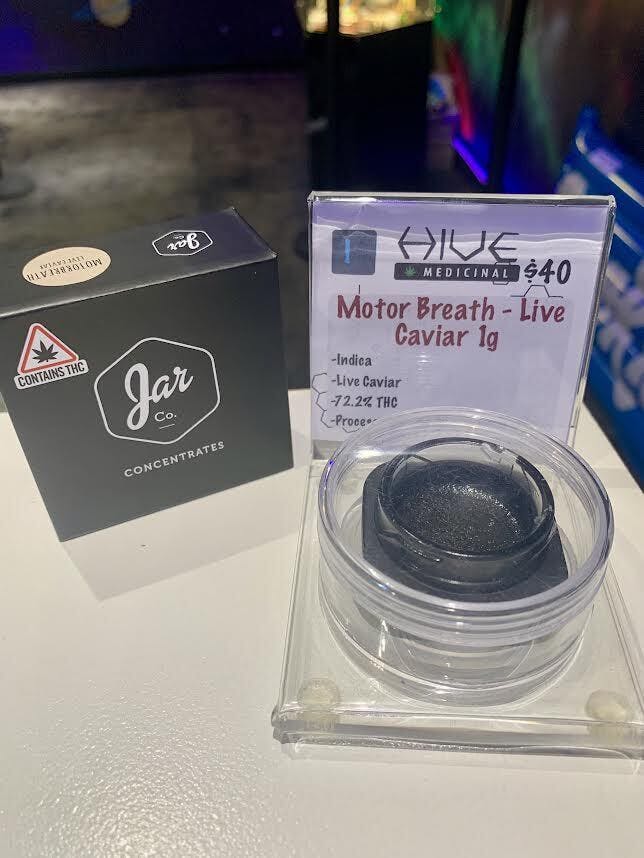 MOTORBREATH
LIVE CAVIAR
Jar
Co.
CONTAINS THC
Jar
Co.
CONCENTRATES
I
HIVE
MEDICINAL
$40
Motor Breath - Live
Caviar 1g
-Indica
-Live Caviar
-72.2% THC